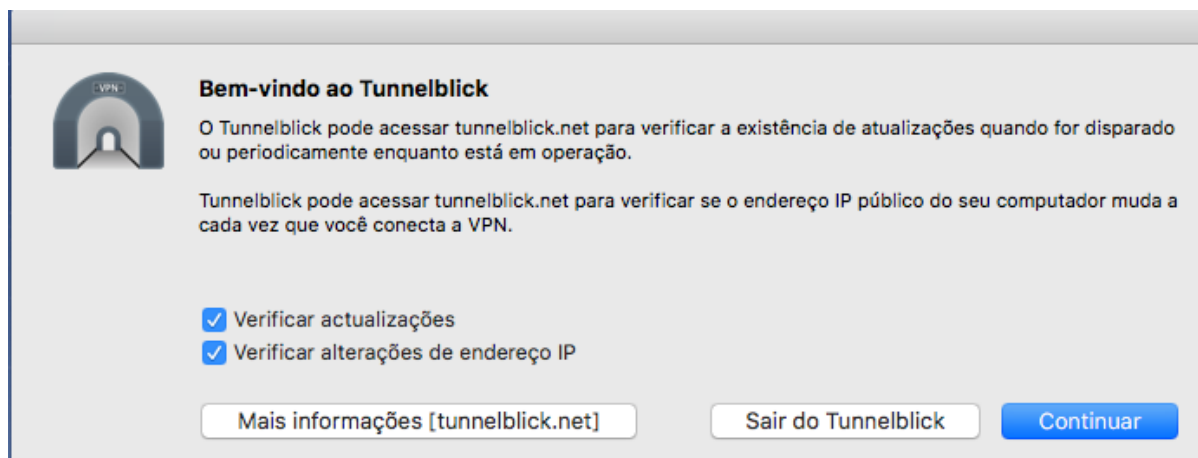 VPN
Bem-vindo ao Tunnelblick
O Tunnelblick pode acessar tunnelblick.net para verificar a existência de atualizações quando for disparado
ou periodicamente enquanto está em operação.
Tunnelblick pode acessar tunnelblick.net para verificar se o endereço IP público do seu computador muda a
cada vez que você conecta a VPN.
Verificar actualizações
Verificar alterações de endereço IP
Mais informações [tunnelblick.net]
Sair do Tunnelblick
Continuar